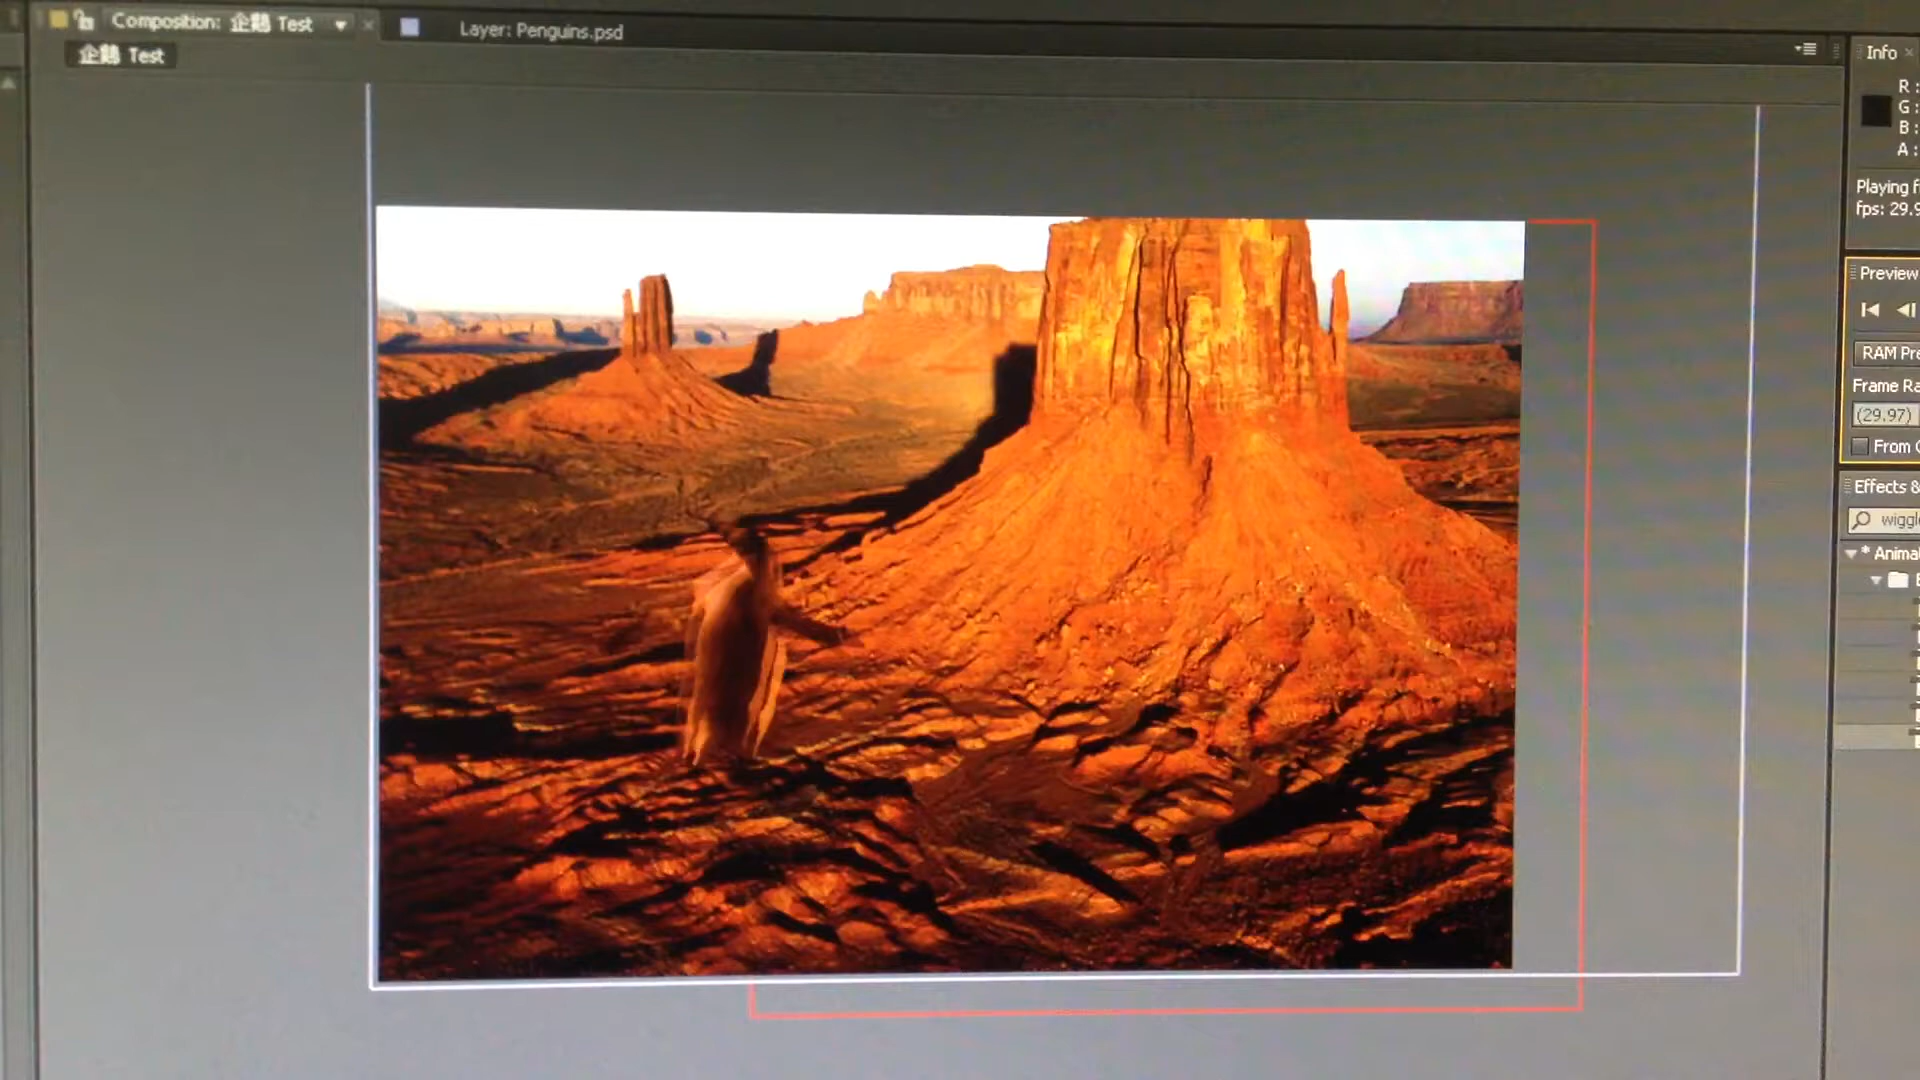 Composition: 企鵝 Test
Layer: Penguins.psd
企鵝 Test
Info
R :
G :
B :
A :
Playing f
fps: 29.9
Preview
RAM Pre
Frame Ra
(29.97)
From
Effects &
wiggl
* Anima